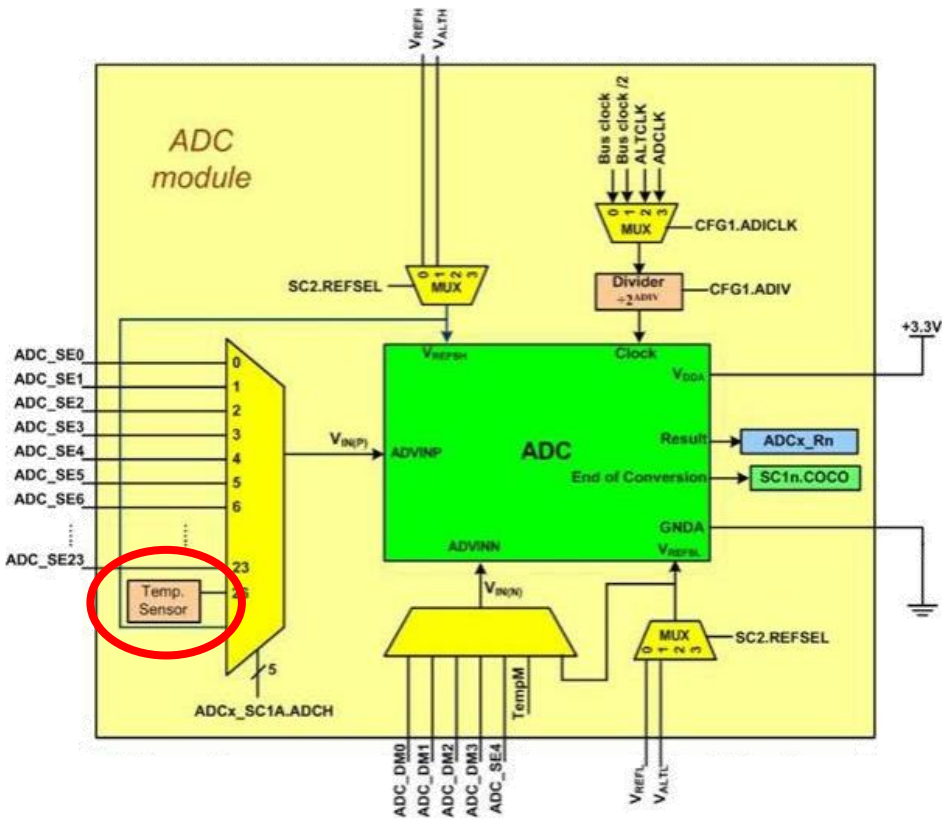 VREFH
VALTH
ADC
module
Bus clock
Bus clock /2
ALTCLK
ADCLK
0 1 2 3
MUX
CFG1.ADICLK
SC2.REFSEL
0 1 2 3
MUX
Divider
÷2^ADIV
CFG1.ADIV
+3.3V
ADC_SE0
ADC_SE1
ADC_SE2
ADC_SE3
ADC_SE4
ADC_SE5
ADC_SE6
......
ADC_SE23
0
1
2
3
4
5
6
......
23
26
Temp.
Sensor
5
ADCx_SC1A.ADCH
VIN(P)
VREFSH
Clock
VDDA
ADVINP
ADC
Result
ADCx_Rn
End of Conversion
SC1n.COCO
GNDA
ADVINN
VREFSL
VIN(N)
MUX
0 1 2 3
SC2.REFSEL
TempM
ADC_DM0
ADC_DM1
ADC_DM2
ADC_DM3
ADC_SE4
VREFL
VALTL